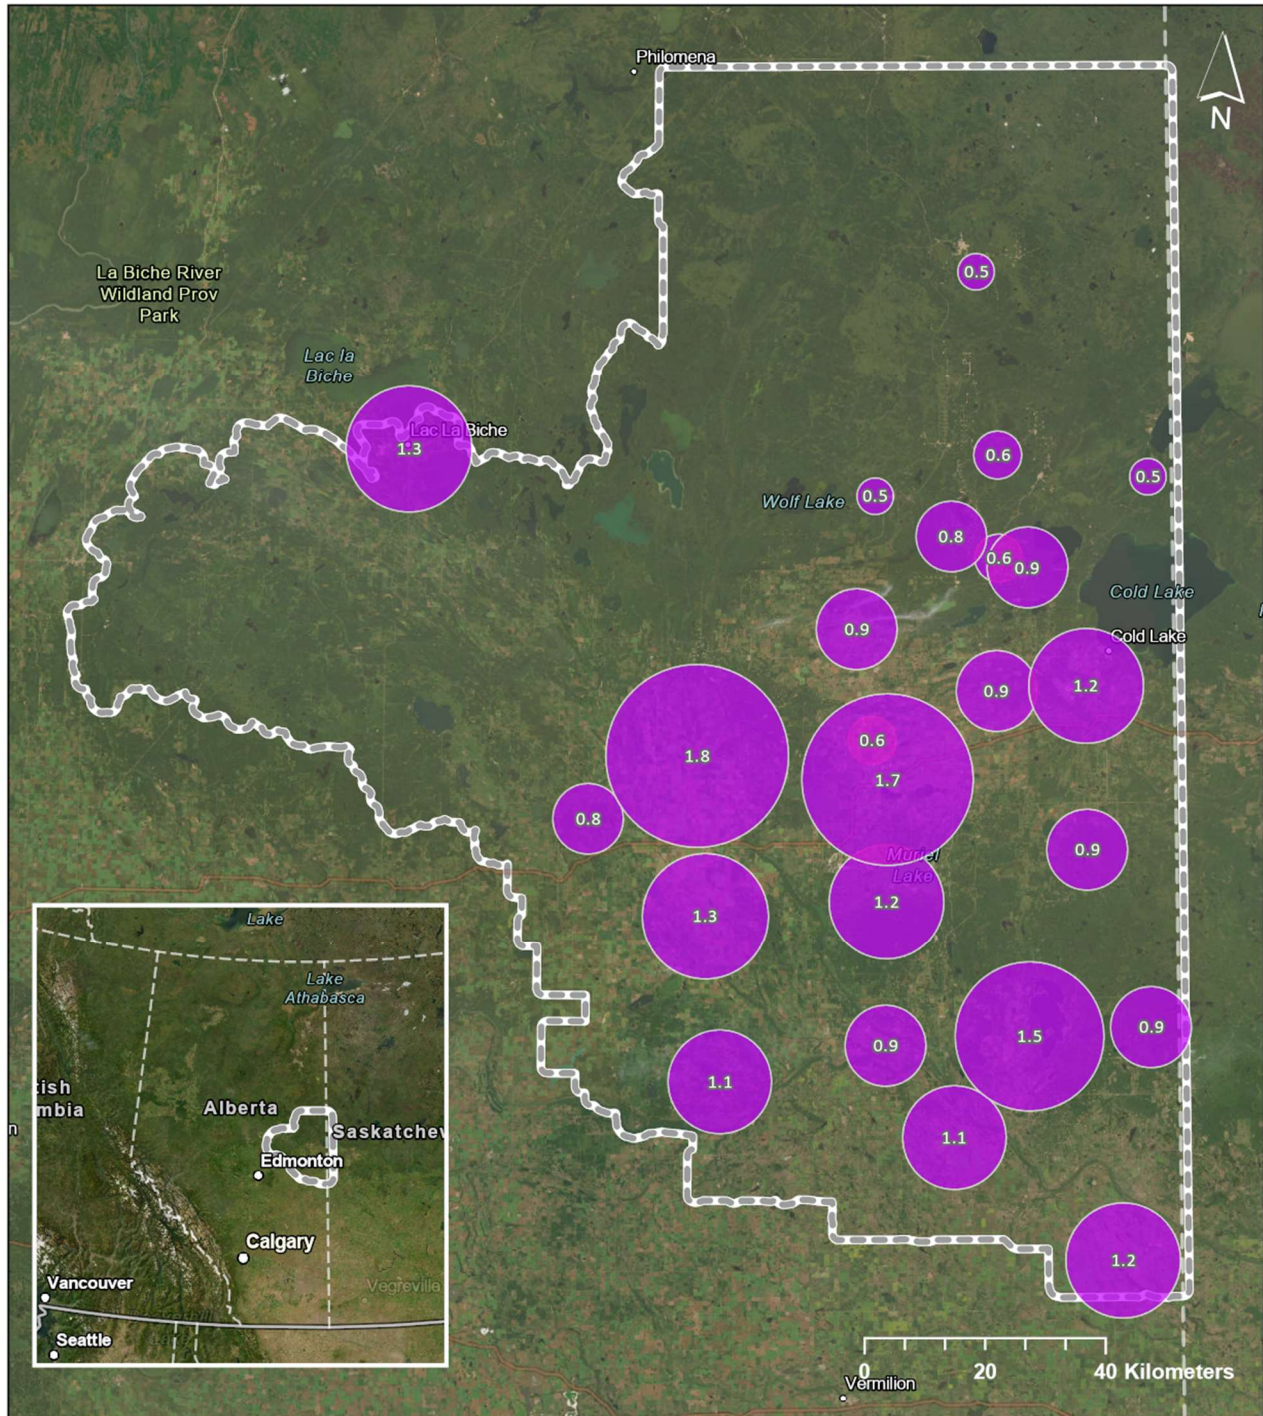 Philomena
N
La Biche River
Wildland Prov
Park
0.5
Lac la
Biche
Lac La Biche
1.3
0.6
0.5
0.5
Wolf Lake
0.8
0.6
0.9
Cold Lake
0.9
Cold Lake
0.9
1.2
0.6
1.8
1.7
0.8
0.9
Muriel
Lake
1.2
1.3
Lake
Lake
Athabasca
0.9
1.5
0.9
1.1
tish
mbia
Alberta
Saskatchew
n
Edmonton
1.1
Calgary
1.2
Vancouver
Vegreville
Seattle
0
20
40 Kilometers
Vermilion